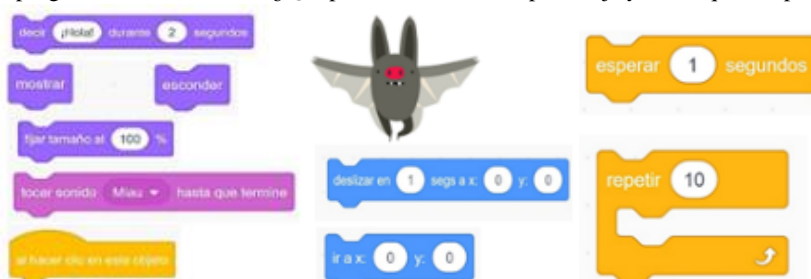 decir ¡Hola! durante 2 segundos
mostrar
esconder
fijar tamaño al 100 %
tocar sonido Miau hasta que termine
al hacer clic en este objeto
deslizar en 1 segs a x: 0 y: 0
ir a x: 0 y: 0
esperar 1 segundos
repetir 10